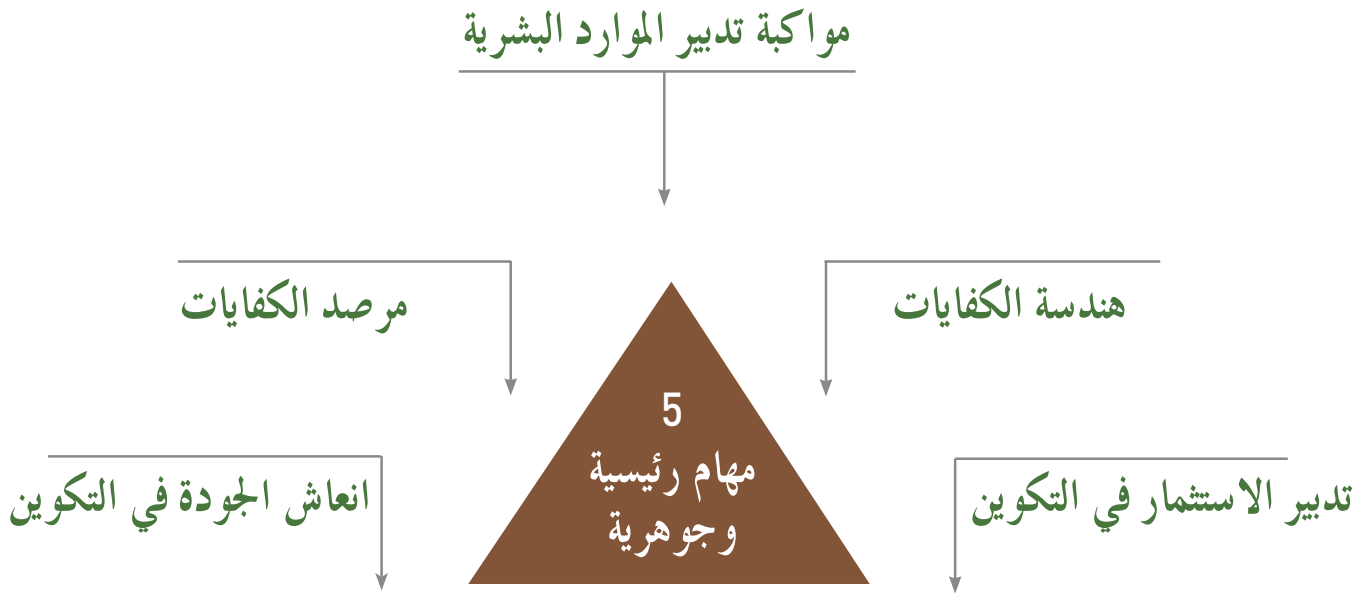 مواكبة تدبير الموارد البشرية
هندسة الكفايات
مرصد الكفايات
5
مهام رئيسية
وجوهرية
تدبير الاستثمار في التكوين
انعاش الجودة في التكوين